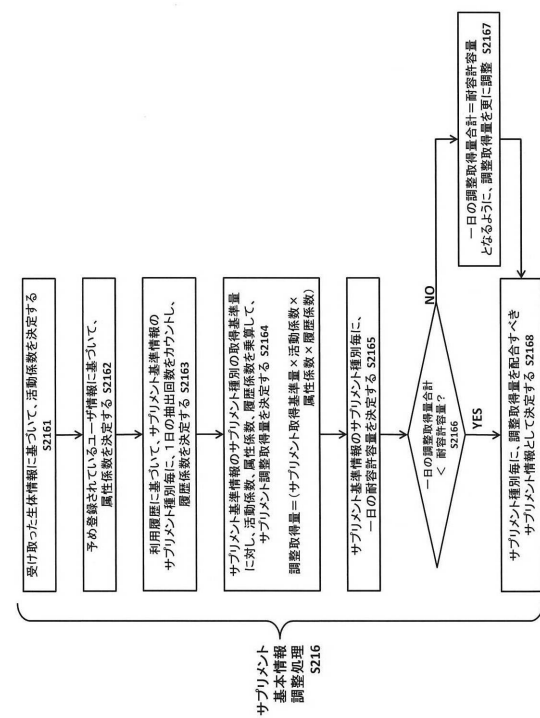 サプリメント
基本情報
調整処理
S216
受け取った生体情報に基づいて、活動係数を決定する
S2161
予め登録されているユーザ情報に基づいて、
属性係数を決定する S2162
利用履歴に基づいて、サプリメント基準情報の
サプリメント種別毎に、1日の抽出回数をカウントし、
履歴係数を決定する S2163
サプリメント基準情報のサプリメント種別の取得基準量
に対し、活動係数、属性係数、履歴係数を乗算して、
サプリメント調整取得量を決定する S2164
調整取得量=(サプリメント取得基準量×活動係数×
属性係数×履歴係数)
サプリメント基準情報のサプリメント種別毎に、
一日の耐容許容量を決定する S2165
一日の調整取得量合計
< 耐容許容量?
S2166
NO
YES
一日の調整取得量合計=耐容許容量
となるように、調整取得量を更に調整 S2167
サプリメント種別毎に、調整取得量を配合すべき
サプリメント情報として決定する S2168